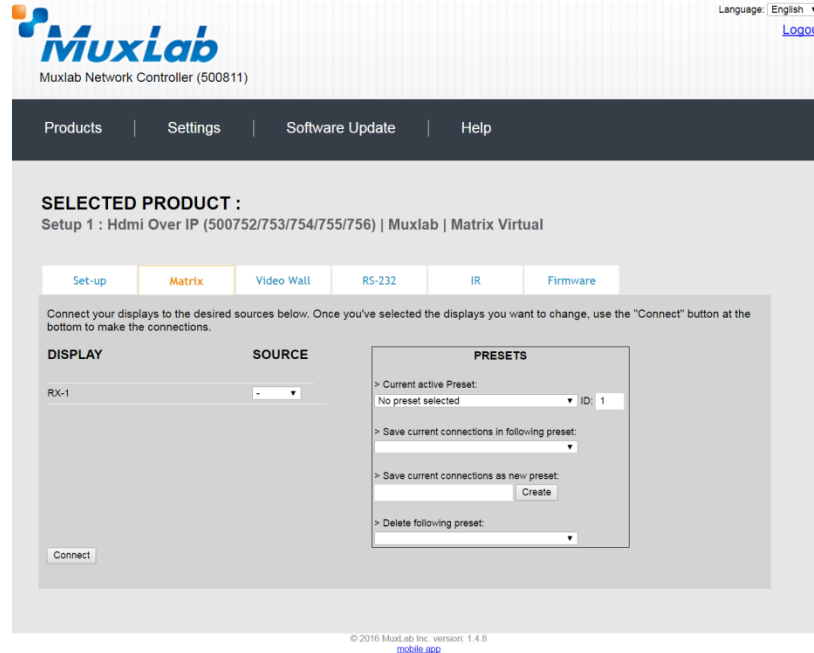 Language: English
Logou
MuxLab
Muxlab Network Controller (500811)
Products | Settings | Software Update | Help
SELECTED PRODUCT :
Setup 1 : Hdmi Over IP (500752/753/754/755/756) | Muxlab | Matrix Virtual
Set-up Matrix Video Wall RS-232 IR Firmware
Connect your displays to the desired sources below. Once you've selected the displays you want to change, use the "Connect" button at the
bottom to make the connections.
DISPLAY SOURCE
RX-1 -
PRESETS
> Current active Preset:
No preset selected ID: 1
> Save current connections in following preset:
> Save current connections as new preset:
Create
> Delete following preset:
Connect
© 2016 MuxLab Inc. version: 1.4.8
mobile app